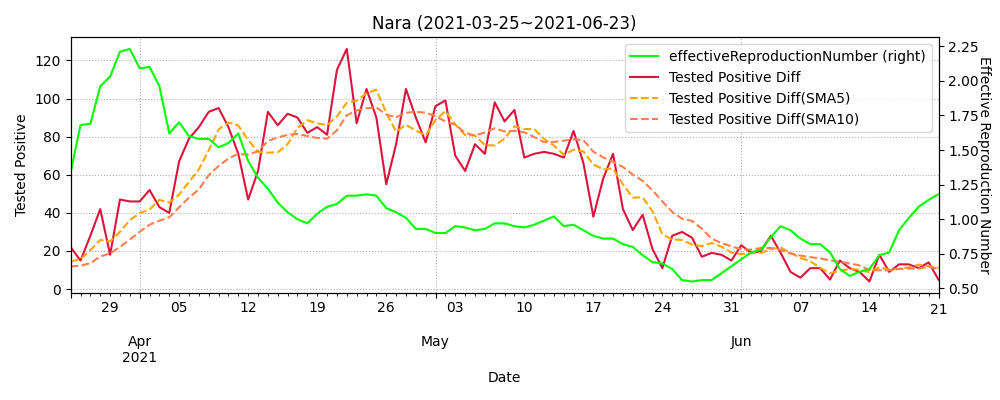 Nara (2021-03-25~2021-06-23)
effectiveReproductionNumber (right)
Tested Positive Diff
Tested Positive Diff(SMA5)
Tested Positive Diff(SMA10)
Tested Positive
120
100
80
60
40
20
0
Effective Reproduction Number
2.25
2.00
1.75
1.50
1.25
1.00
0.75
0.50
29 05 12 19 26 03 10 17 24 31 07 14 21
Apr May Jun
2021
Date